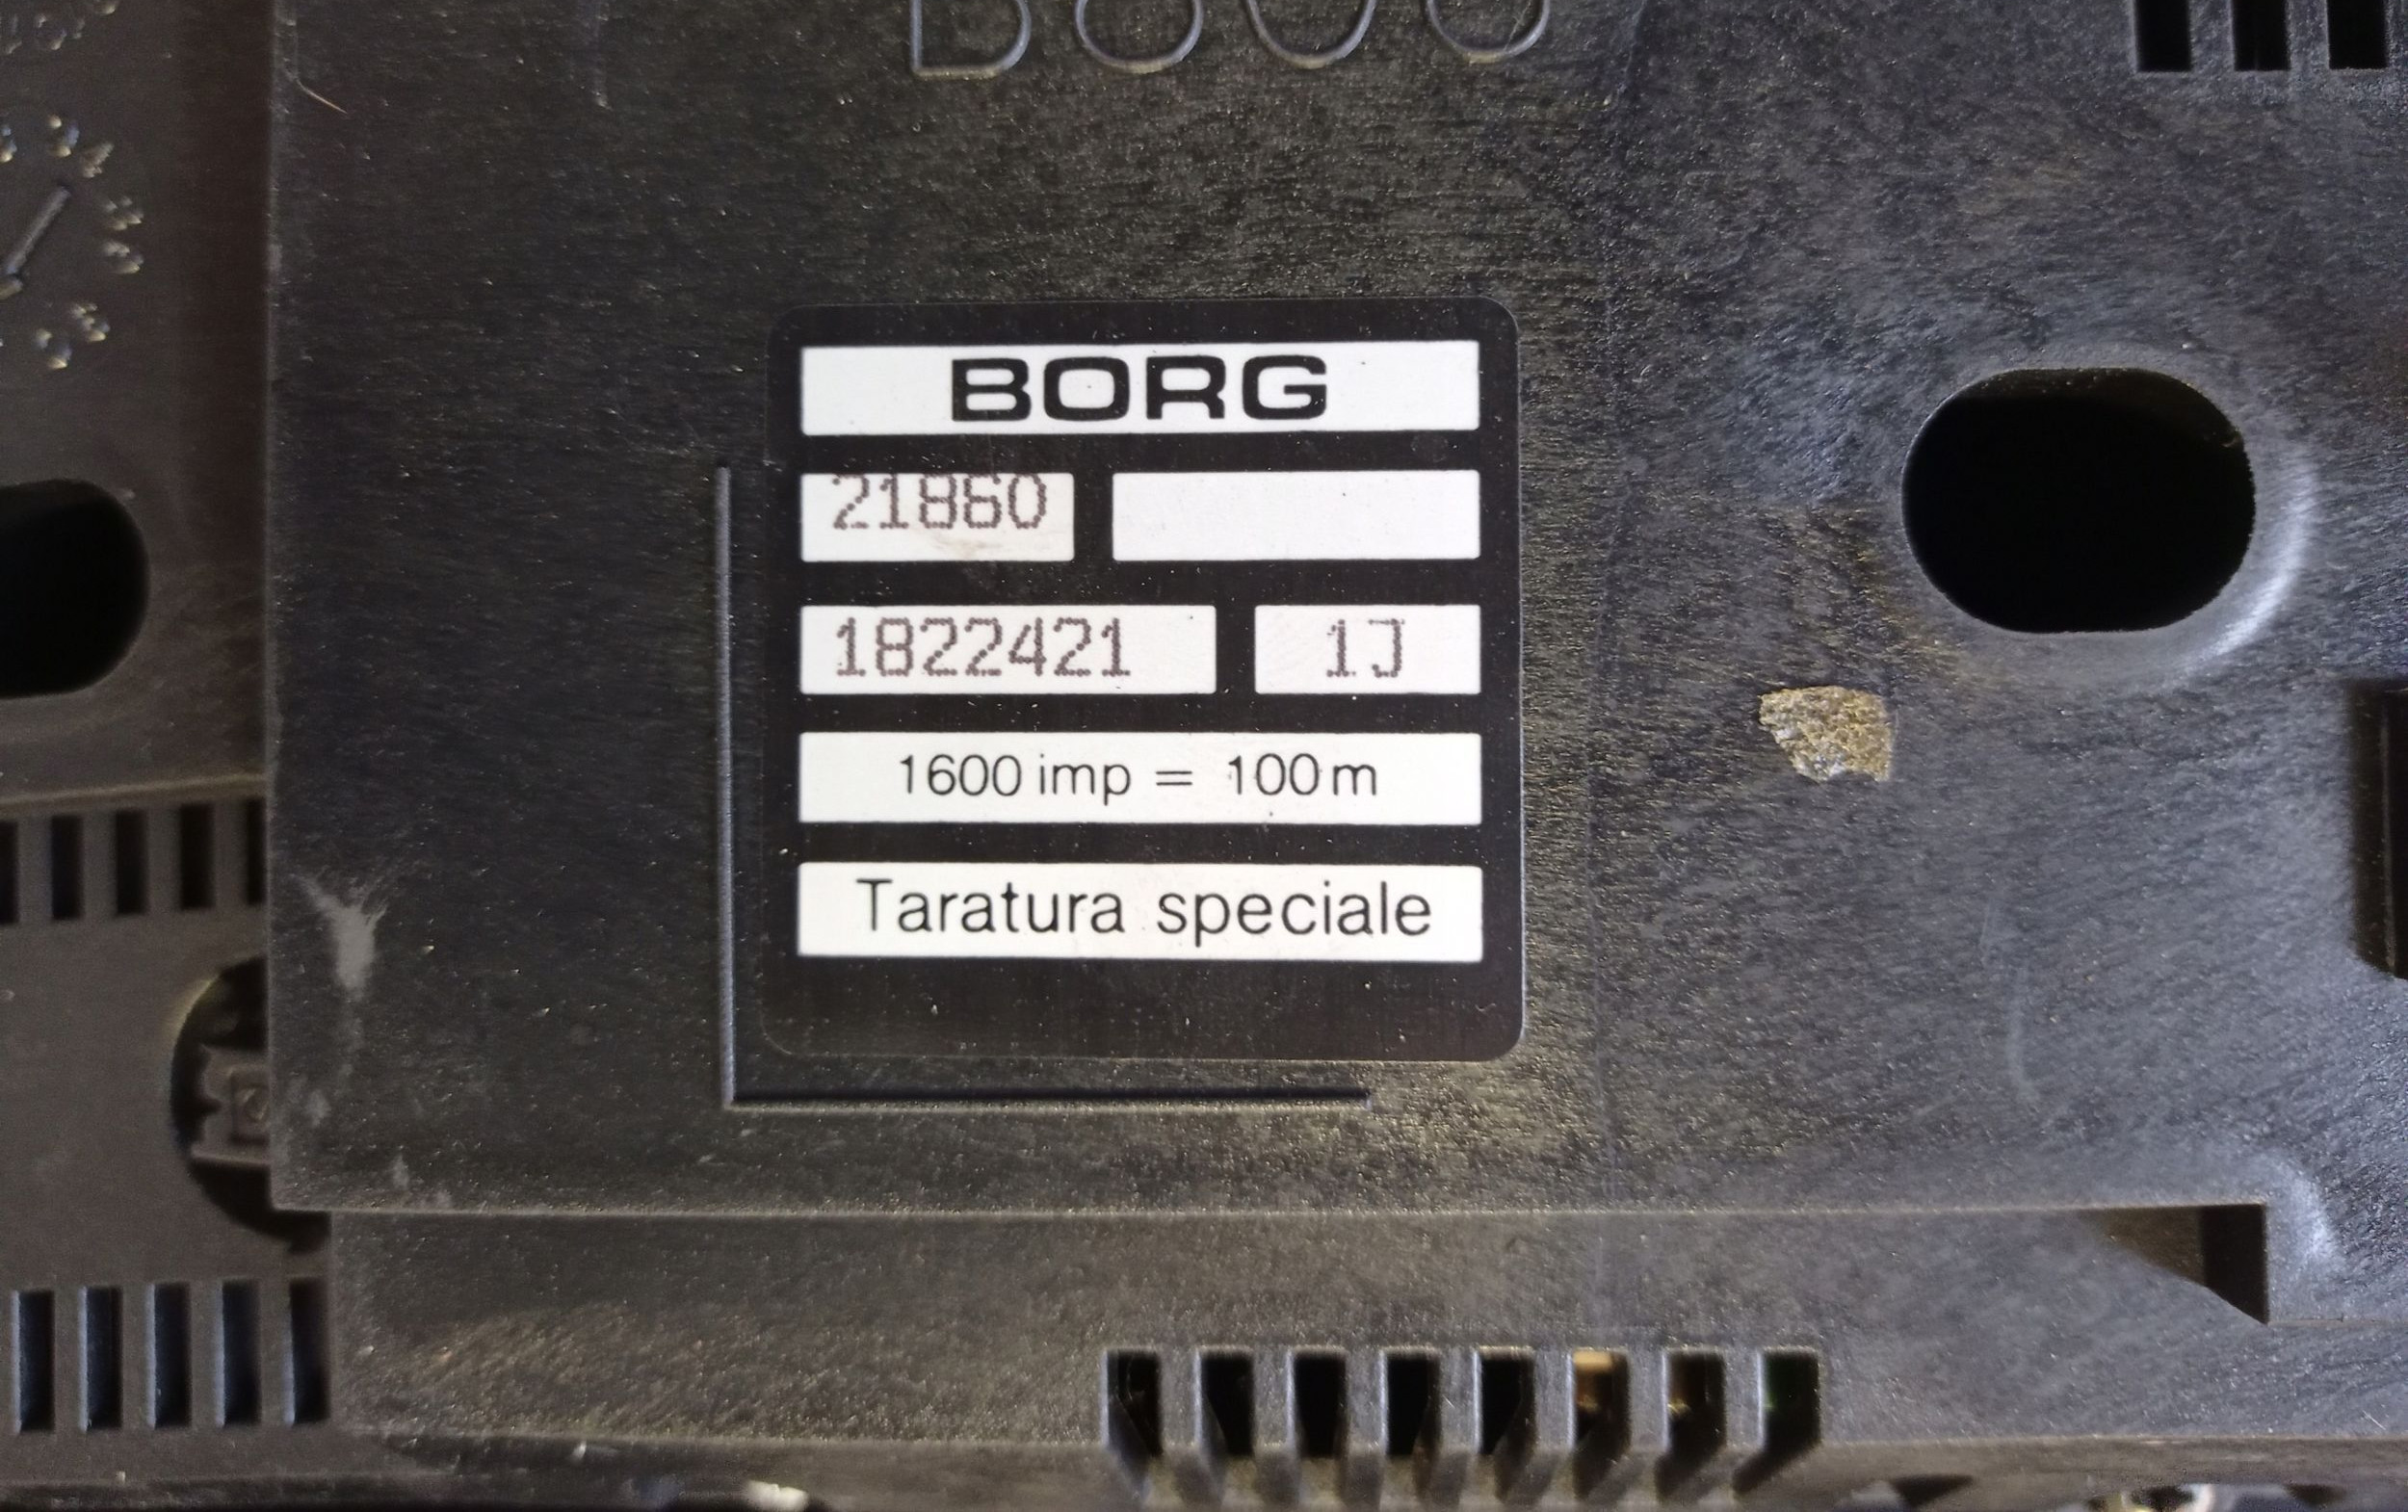 BORG
21860
1822421 1J
1600 imp = 100 m
Taratura speciale